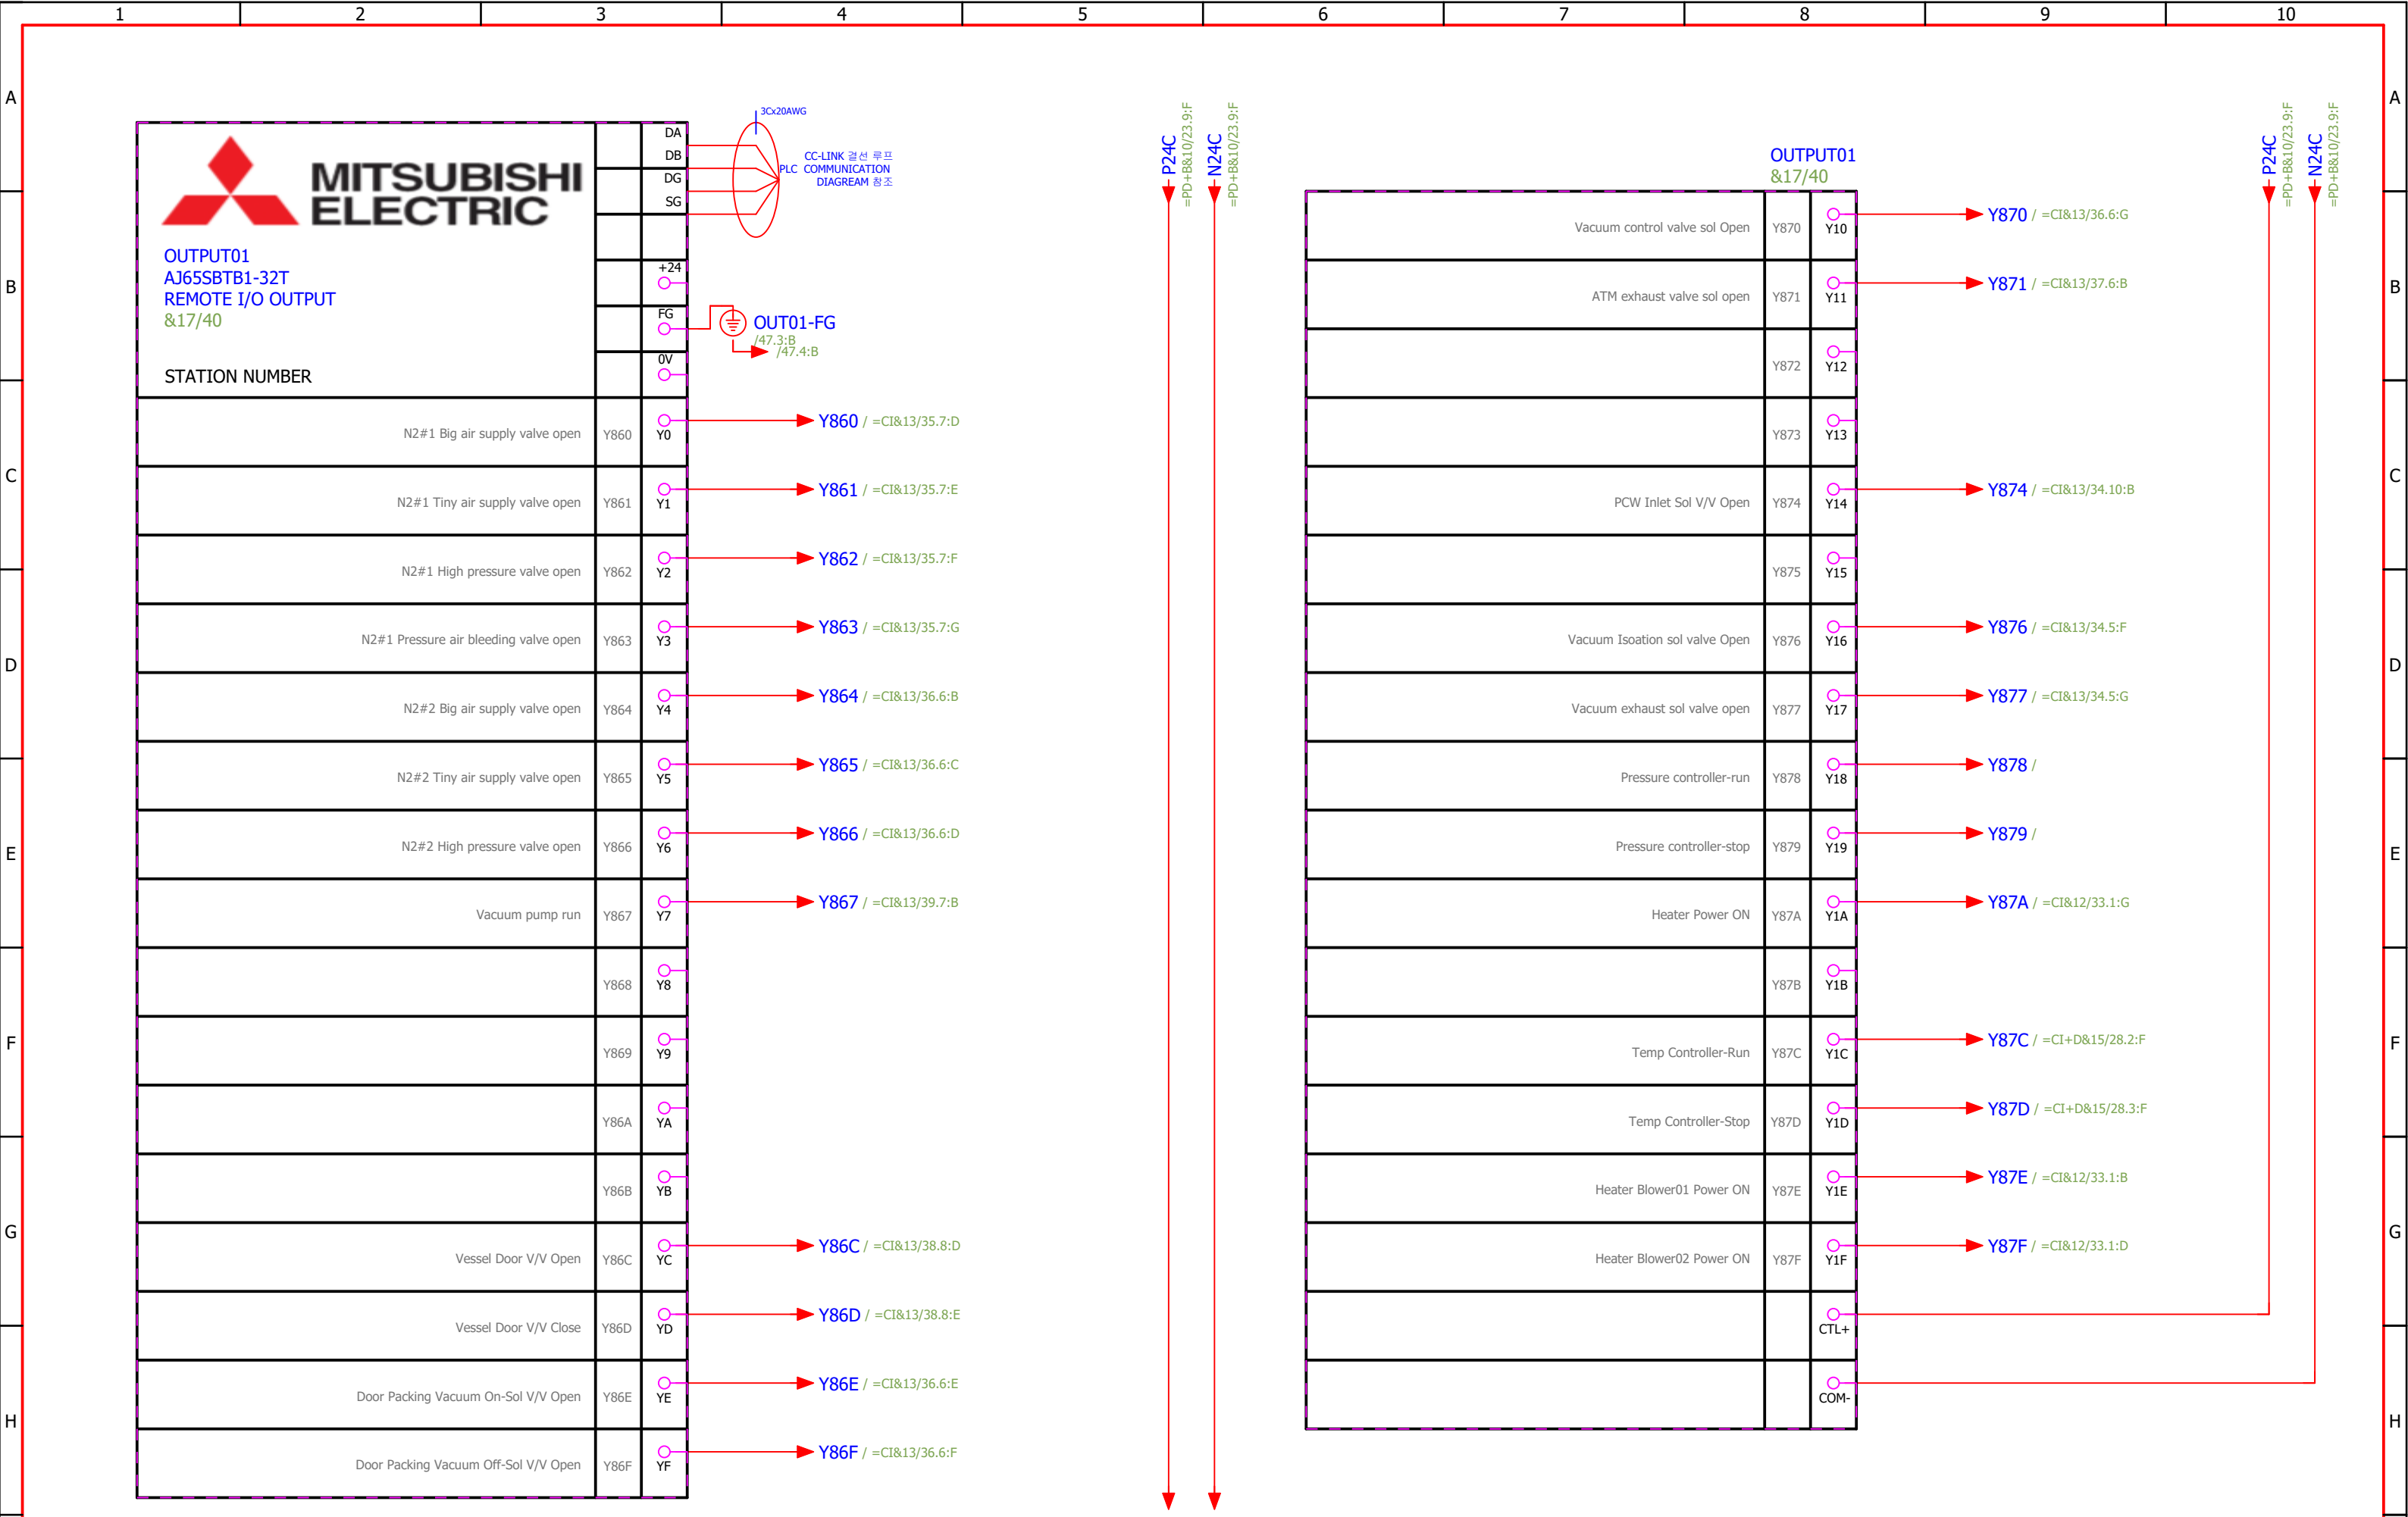 1 2 3 4 5 6 7 8 9 10
A
B
C
D
E
F
G
H
MITSUBISHI
ELECTRIC
OUTPUT01
AJ65SBTB1-32T
REMOTE I/O OUTPUT
&17/40
STATION NUMBER
DA
DB
DG
SG
+24
FG
0V
3Cx20AWG
CC-LINK 결선 루프
PLC COMMUNICATION
DIAGREAM 참조
OUT01-FG
/47.3:B
/47.4:B
N2#1 Big air supply valve open Y860 Y0 Y860 / =CI&13/35.7:D
N2#1 Tiny air supply valve open Y861 Y1 Y861 / =CI&13/35.7:E
N2#1 High pressure valve open Y862 Y2 Y862 / =CI&13/35.7:F
N2#1 Pressure air bleeding valve open Y863 Y3 Y863 / =CI&13/35.7:G
N2#2 Big air supply valve open Y864 Y4 Y864 / =CI&13/36.6:B
N2#2 Tiny air supply valve open Y865 Y5 Y865 / =CI&13/36.6:C
N2#2 High pressure valve open Y866 Y6 Y866 / =CI&13/36.6:D
Vacuum pump run Y867 Y7 Y867 / =CI&13/39.7:B
Y868 Y8
Y869 Y9
Y86A YA
Y86B YB
Vessel Door V/V Open Y86C YC Y86C / =CI&13/38.8:D
Vessel Door V/V Close Y86D YD Y86D / =CI&13/38.8:E
Door Packing Vacuum On-Sol V/V Open Y86E YE Y86E / =CI&13/36.6:E
Door Packing Vacuum Off-Sol V/V Open Y86F YF Y86F / =CI&13/36.6:F
P24C
=PD+B&10/23.9:F
N24C
=PD+B&10/23.9:F
OUTPUT01
&17/40
Vacuum control valve sol Open Y870 Y10 Y870 / =CI&13/36.6:G
ATM exhaust valve sol open Y871 Y11 Y871 / =CI&13/37.6:B
Y872 Y12
Y873 Y13
PCW Inlet Sol V/V Open Y874 Y14 Y874 / =CI&13/34.10:B
Y875 Y15
Vacuum Isoation sol valve Open Y876 Y16 Y876 / =CI&13/34.5:F
Vacuum exhaust sol valve open Y877 Y17 Y877 / =CI&13/34.5:G
Pressure controller-run Y878 Y18 Y878 /
Pressure controller-stop Y879 Y19 Y879 /
Heater Power ON Y87A Y1A Y87A / =CI&12/33.1:G
Y87B Y1B
Temp Controller-Run Y87C Y1C Y87C / =CI+D&15/28.2:F
Temp Controller-Stop Y87D Y1D Y87D / =CI+D&15/28.3:F
Heater Blower01 Power ON Y87E Y1E Y87E / =CI&12/33.1:B
Heater Blower02 Power ON Y87F Y1F Y87F / =CI&12/33.1:D
CTL+
COM-
P24C
=PD+B&10/23.9:F
N24C
=PD+B&10/23.9:F
A
B
C
D
E
F
G
H